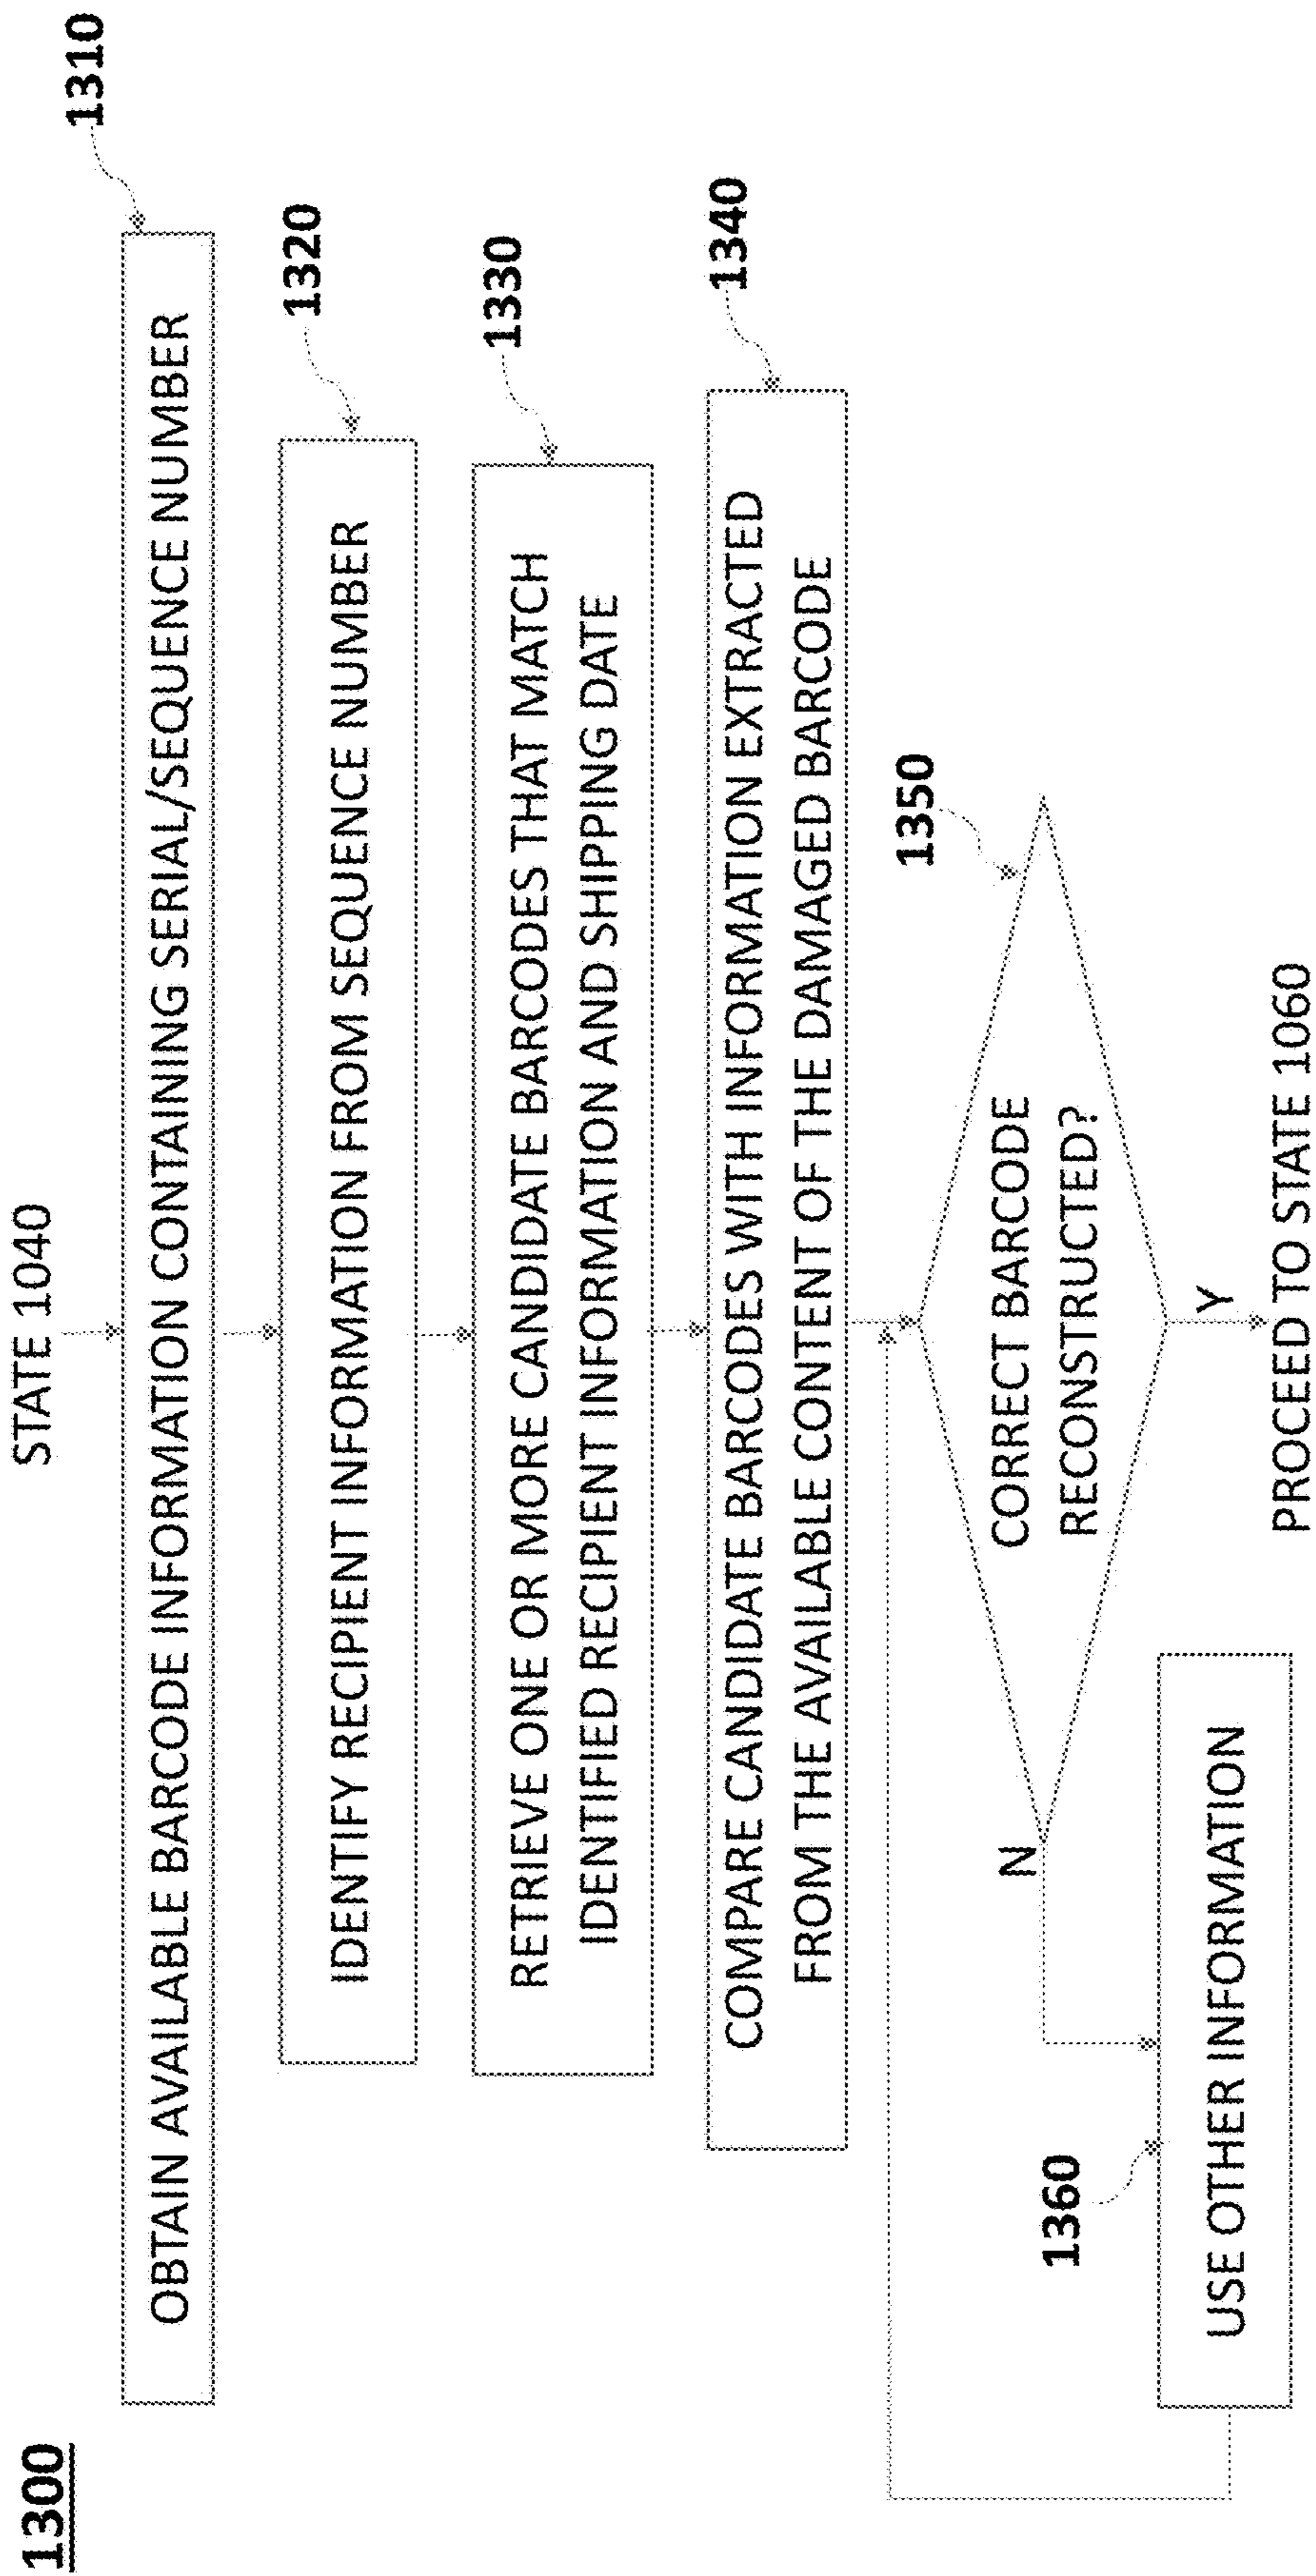 1300
STATE 1040
1310
OBTAIN AVAILABLE BARCODE INFORMATION CONTAINING SERIAL/SEQUENCE NUMBER
1320
IDENTIFY RECIPIENT INFORMATION FROM SEQUENCE NUMBER
1330
RETRIEVE ONE OR MORE CANDIDATE BARCODES THAT MATCH
IDENTIFIED RECIPIENT INFORMATION AND SHIPPING DATE
1340
COMPARE CANDIDATE BARCODES WITH INFORMATION EXTRACTED
FROM THE AVAILABLE CONTENT OF THE DAMAGED BARCODE
1350
CORRECT BARCODE
RECONSTRUCTED?
N
Y
1360
USE OTHER INFORMATION
PROCEED TO STATE 1060